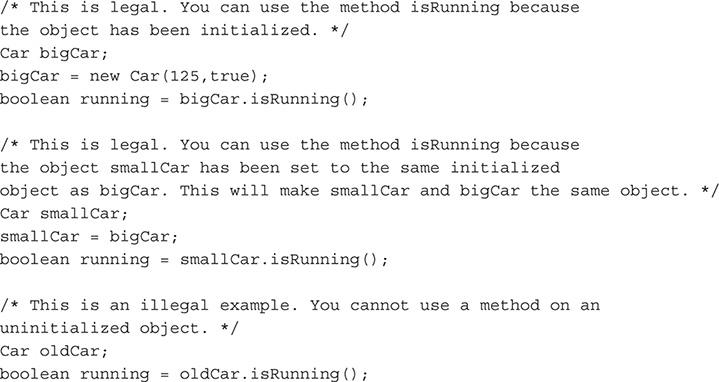 /* This is legal. You can use the method isRunning because
the object has been initialized. */
Car bigCar;
bigCar = new Car(125,true);
boolean running = bigCar.isRunning();
/* This is legal. You can use the method isRunning because
the object smallCar has been set to the same initialized
object as bigCar. This will make smallCar and bigCar the same object. */
Car smallCar;
smallCar = bigCar;
boolean running = smallCar.isRunning();
/* This is an illegal example. You cannot use a method on an
uninitialized object. */
Car oldCar;
boolean running = oldCar.isRunning();